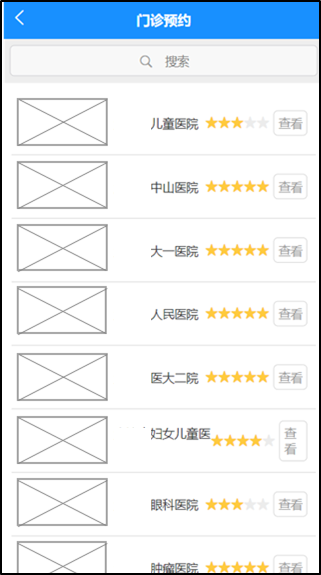 门诊预约
搜索
儿童医院 查看
中山医院 查看
大一医院 查看
人民医院 查看
医大二院 查看
妇女儿童医 查看
眼科医院 查看
肿瘤医院 查看